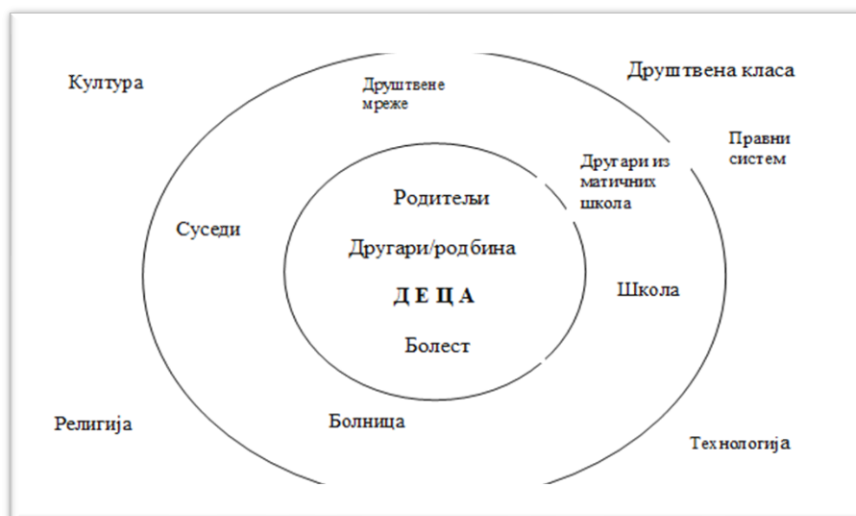 Култура
Друштвена класа
Друштвене
мреже
Правни
систем
Другари из
матичних
школа
Родитељи
Суседи
Другари/родбина
Д Е Ц А
Школа
Болест
Религија
Болница
Технологија